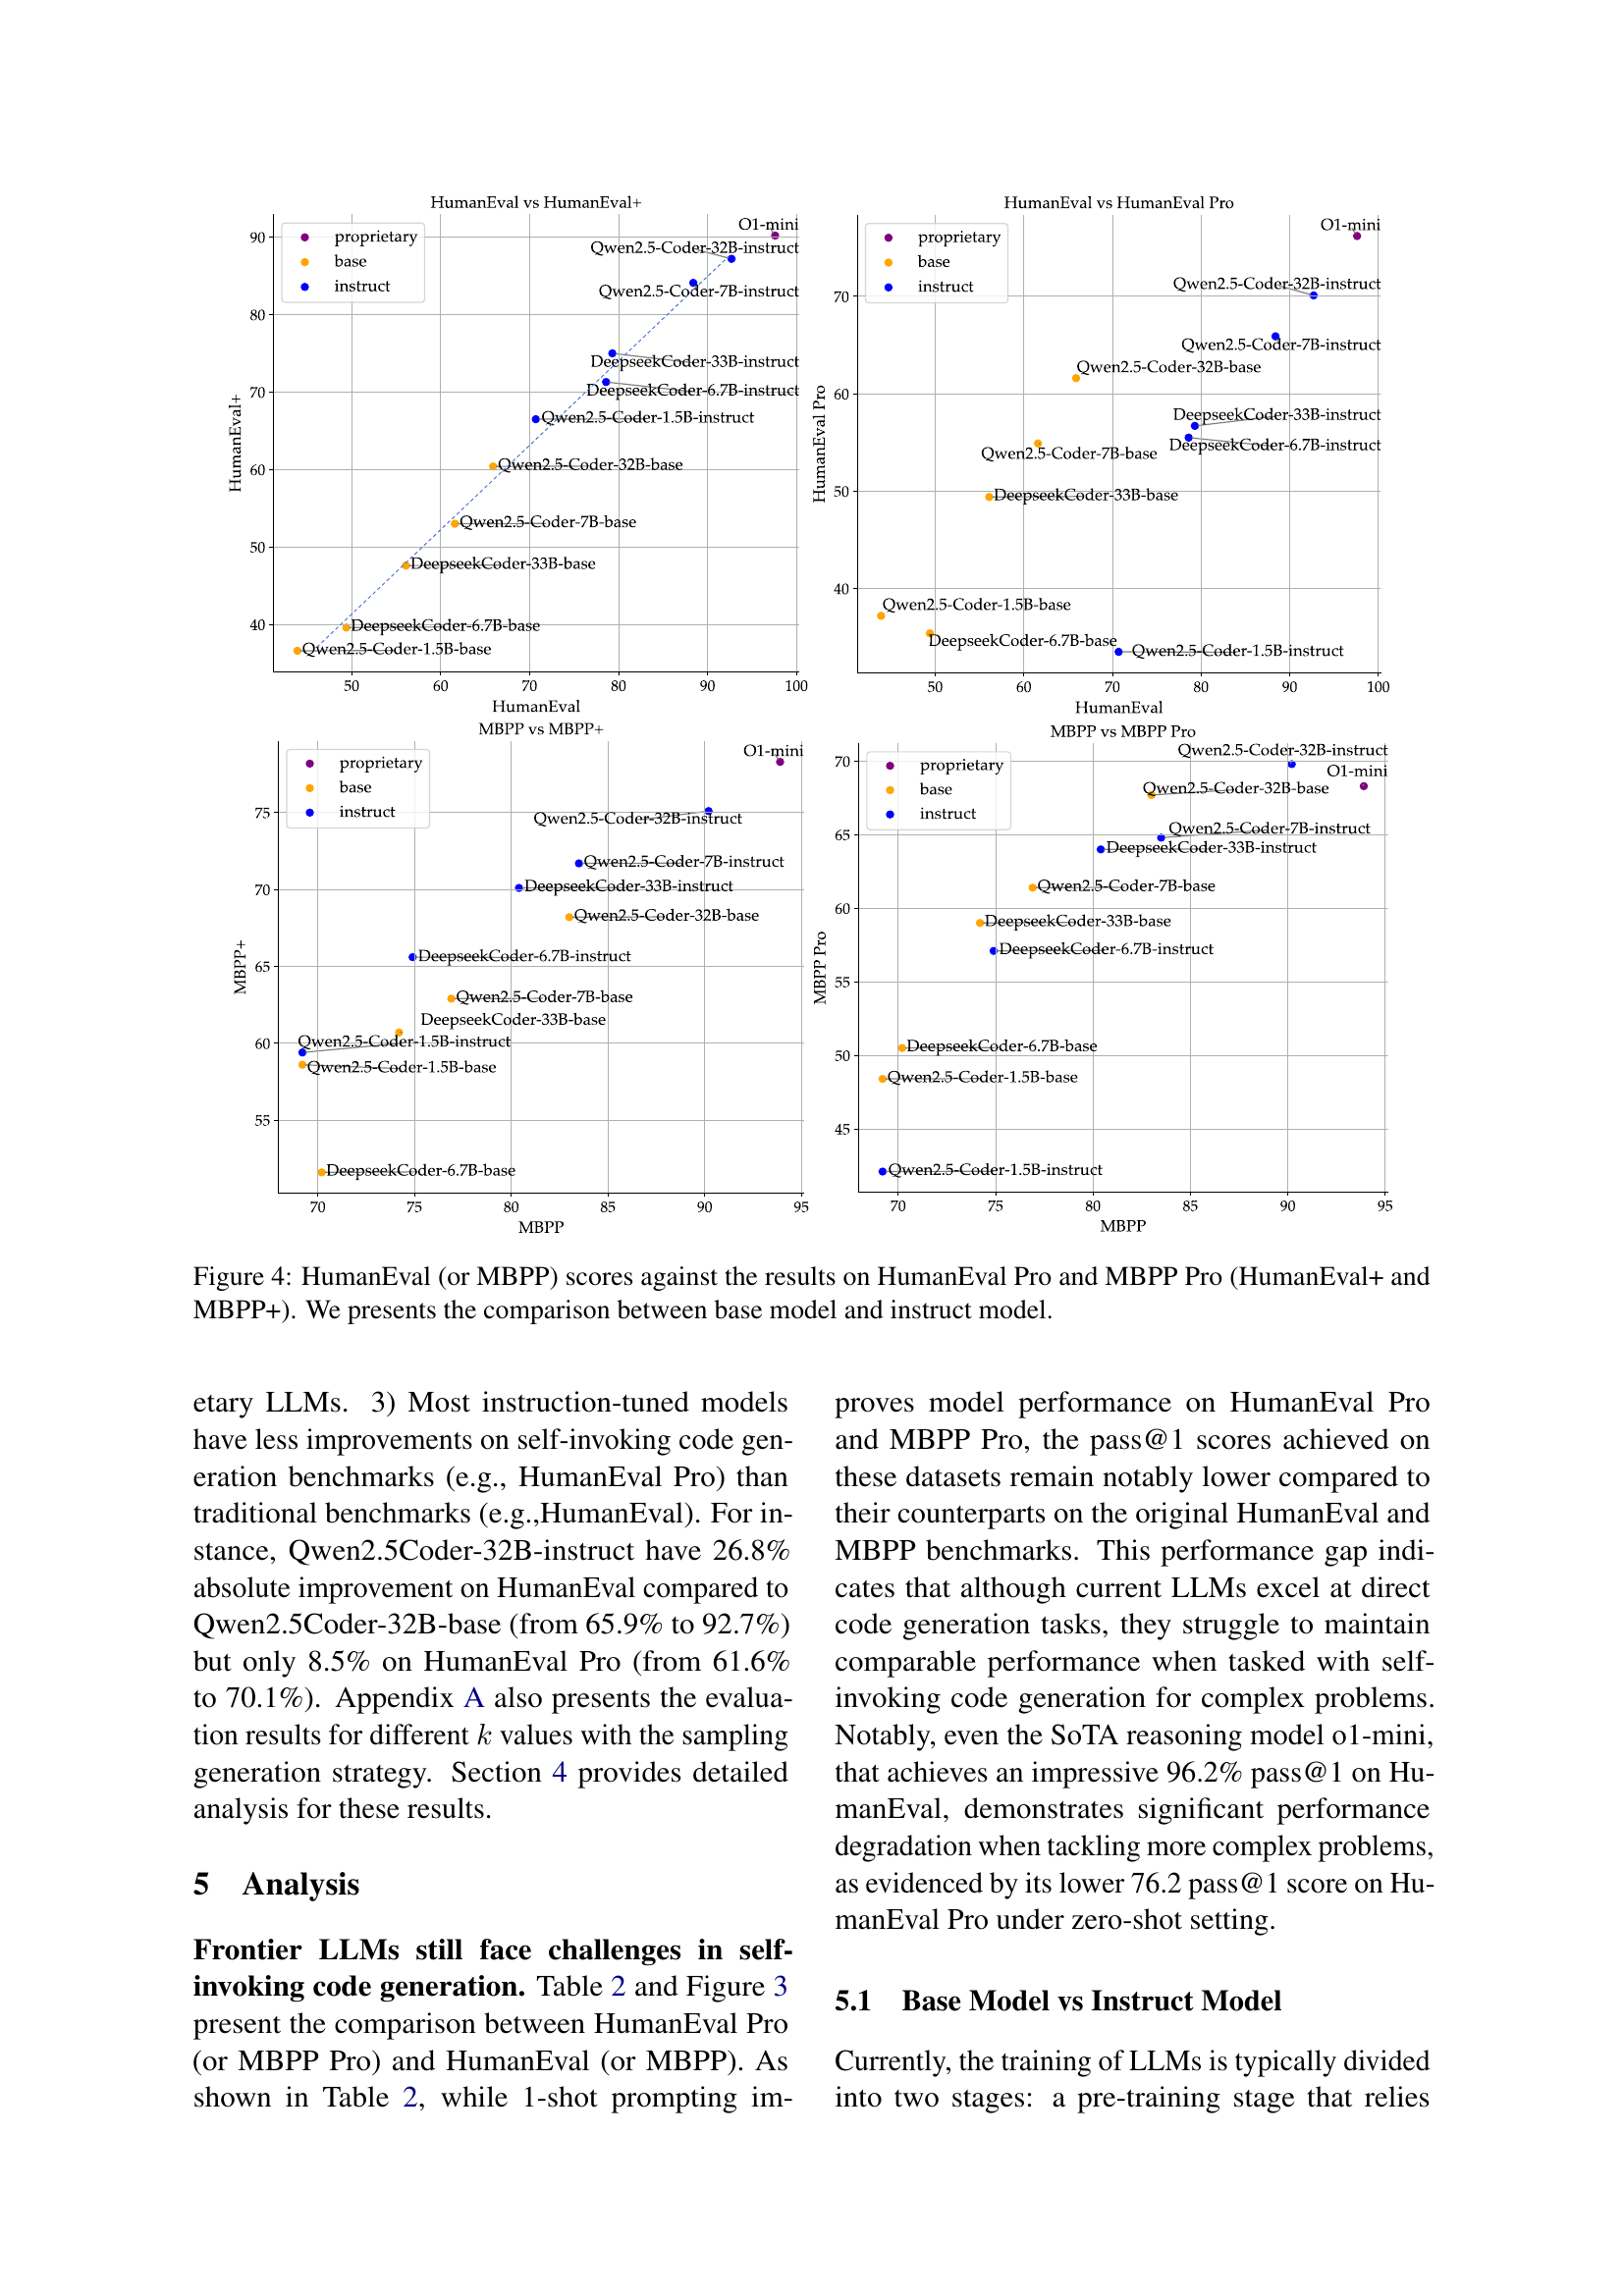 HumanEval vs HumanEval+
proprietary
base
instruct
O1-mini
Qwen2.5-Coder-32B-instruct
Qwen2.5-Coder-7B-instruct
DeepseekCoder-33B-instruct
DeepseekCoder-6.7B-instruct
Qwen2.5-Coder-1.5B-instruct
Qwen2.5-Coder-32B-base
Qwen2.5-Coder-7B-base
DeepseekCoder-33B-base
DeepseekCoder-6.7B-base
Qwen2.5-Coder-1.5B-base
90
80
70
60
50
40
HumanEval+
50 60 70 80 90 100
HumanEval
HumanEval vs HumanEval Pro
proprietary
base
instruct
O1-mini
Qwen2.5-Coder-32B-instruct
Qwen2.5-Coder-7B-instruct
Qwen2.5-Coder-32B-base
DeepseekCoder-33B-instruct
DeepseekCoder-6.7B-instruct
Qwen2.5-Coder-7B-base
DeepseekCoder-33B-base
Qwen2.5-Coder-1.5B-base
DeepseekCoder-6.7B-base
Qwen2.5-Coder-1.5B-instruct
70
60
50
40
HumanEval Pro
50 60 70 80 90 100
HumanEval
MBPP vs MBPP+
proprietary
base
instruct
O1-mini
Qwen2.5-Coder-32B-instruct
Qwen2.5-Coder-7B-instruct
DeepseekCoder-33B-instruct
Qwen2.5-Coder-32B-base
DeepseekCoder-6.7B-instruct
Qwen2.5-Coder-7B-base
DeepseekCoder-33B-base
Qwen2.5-Coder-1.5B-instruct
Qwen2.5-Coder-1.5B-base
DeepseekCoder-6.7B-base
75
70
65
60
55
MBPP+
70 75 80 85 90 95
MBPP
MBPP vs MBPP Pro
proprietary
base
instruct
Qwen2.5-Coder-32B-instruct
O1-mini
Qwen2.5-Coder-32B-base
Qwen2.5-Coder-7B-instruct
DeepseekCoder-33B-instruct
Qwen2.5-Coder-7B-base
DeepseekCoder-33B-base
DeepseekCoder-6.7B-instruct
DeepseekCoder-6.7B-base
Qwen2.5-Coder-1.5B-base
Qwen2.5-Coder-1.5B-instruct
70
65
60
55
50
45
MBPP Pro
70 75 80 85 90 95
MBPP
Figure 4: HumanEval (or MBPP) scores against the results on HumanEval Pro and MBPP Pro (HumanEval+ and
MBPP+). We presents the comparison between base model and instruct model.
etary LLMs. 3) Most instruction-tuned models
have less improvements on self-invoking code gen-
eration benchmarks (e.g., HumanEval Pro) than
traditional benchmarks (e.g.,HumanEval). For in-
stance, Qwen2.5Coder-32B-instruct have 26.8%
absolute improvement on HumanEval compared to
Qwen2.5Coder-32B-base (from 65.9% to 92.7%)
but only 8.5% on HumanEval Pro (from 61.6%
to 70.1%). Appendix A also presents the evalua-
tion results for different k values with the sampling
generation strategy. Section 4 provides detailed
analysis for these results.
5 Analysis
Frontier LLMs still face challenges in self-
invoking code generation. Table 2 and Figure 3
present the comparison between HumanEval Pro
(or MBPP Pro) and HumanEval (or MBPP). As
shown in Table 2, while 1-shot prompting im-
proves model performance on HumanEval Pro
and MBPP Pro, the pass@1 scores achieved on
these datasets remain notably lower compared to
their counterparts on the original HumanEval and
MBPP benchmarks. This performance gap indi-
cates that although current LLMs excel at direct
code generation tasks, they struggle to maintain
comparable performance when tasked with self-
invoking code generation for complex problems.
Notably, even the SoTA reasoning model o1-mini,
that achieves an impressive 96.2% pass@1 on Hu-
manEval, demonstrates significant performance
degradation when tackling more complex problems,
as evidenced by its lower 76.2 pass@1 score on Hu-
manEval Pro under zero-shot setting.
5.1 Base Model vs Instruct Model
Currently, the training of LLMs is typically divided
into two stages: a pre-training stage that relies